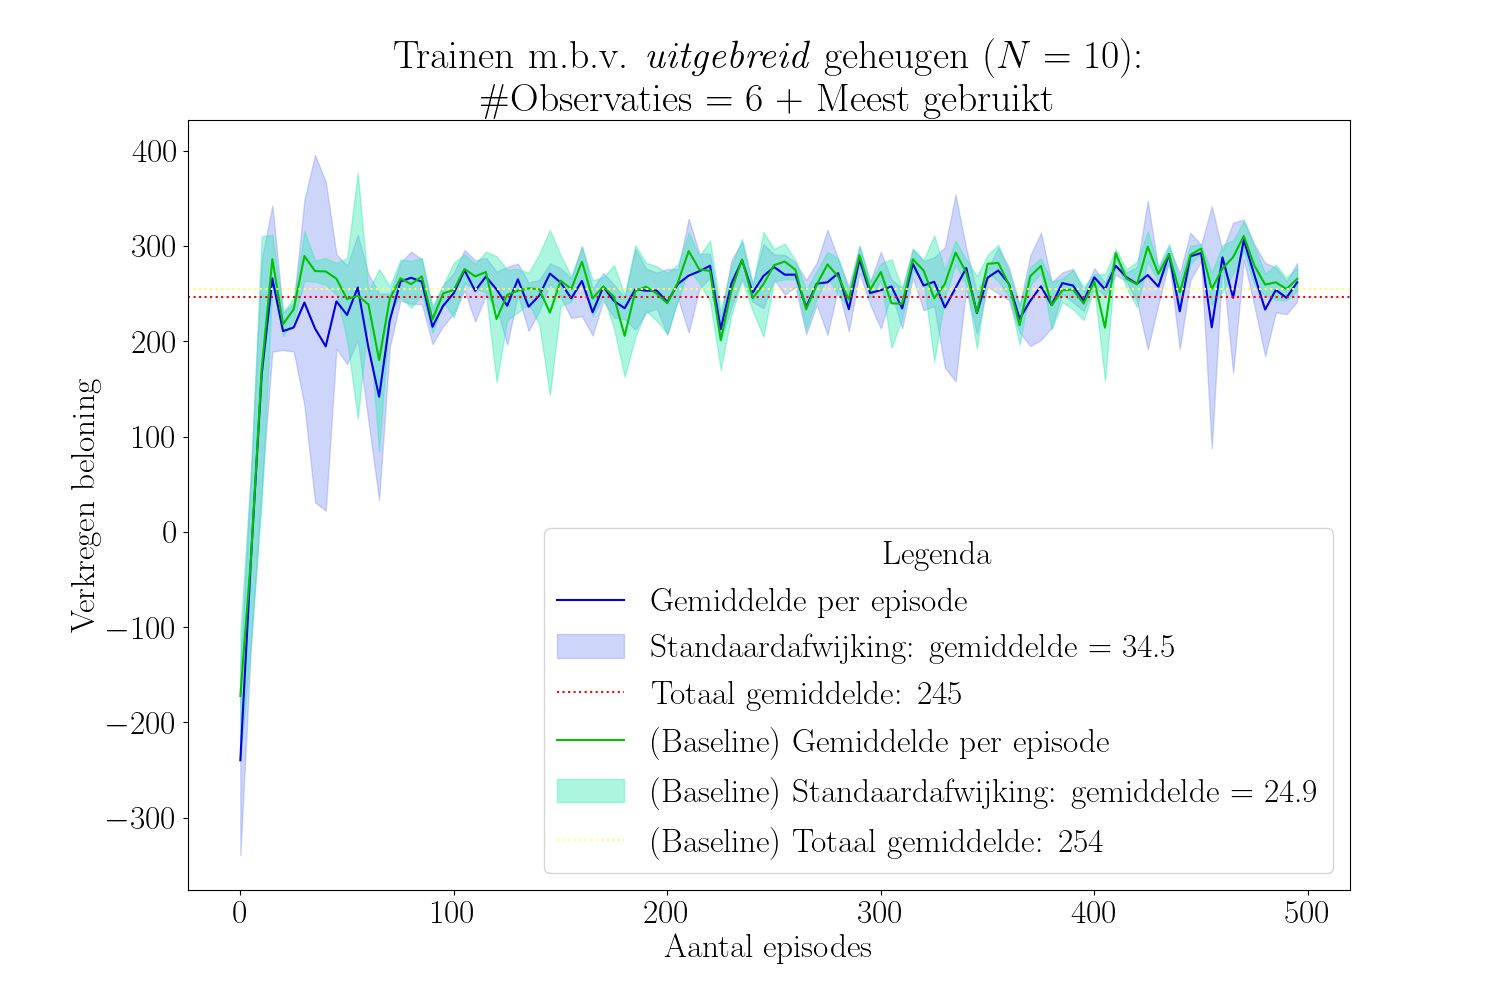 Trainen m.b.v. uitgebreid geheugen (N = 10):
#Observaties = 6 + Meest gebruikt
Verkregen beloning
400
300
200
100
0
−100
−200
−300
Legenda
Gemiddelde per episode
Standaardafwijking: gemiddelde = 34.5
Totaal gemiddelde: 245
(Baseline) Gemiddelde per episode
(Baseline) Standaardafwijking: gemiddelde = 24.9
(Baseline) Totaal gemiddelde: 254
0 100 200 300 400 500
Aantal episodes